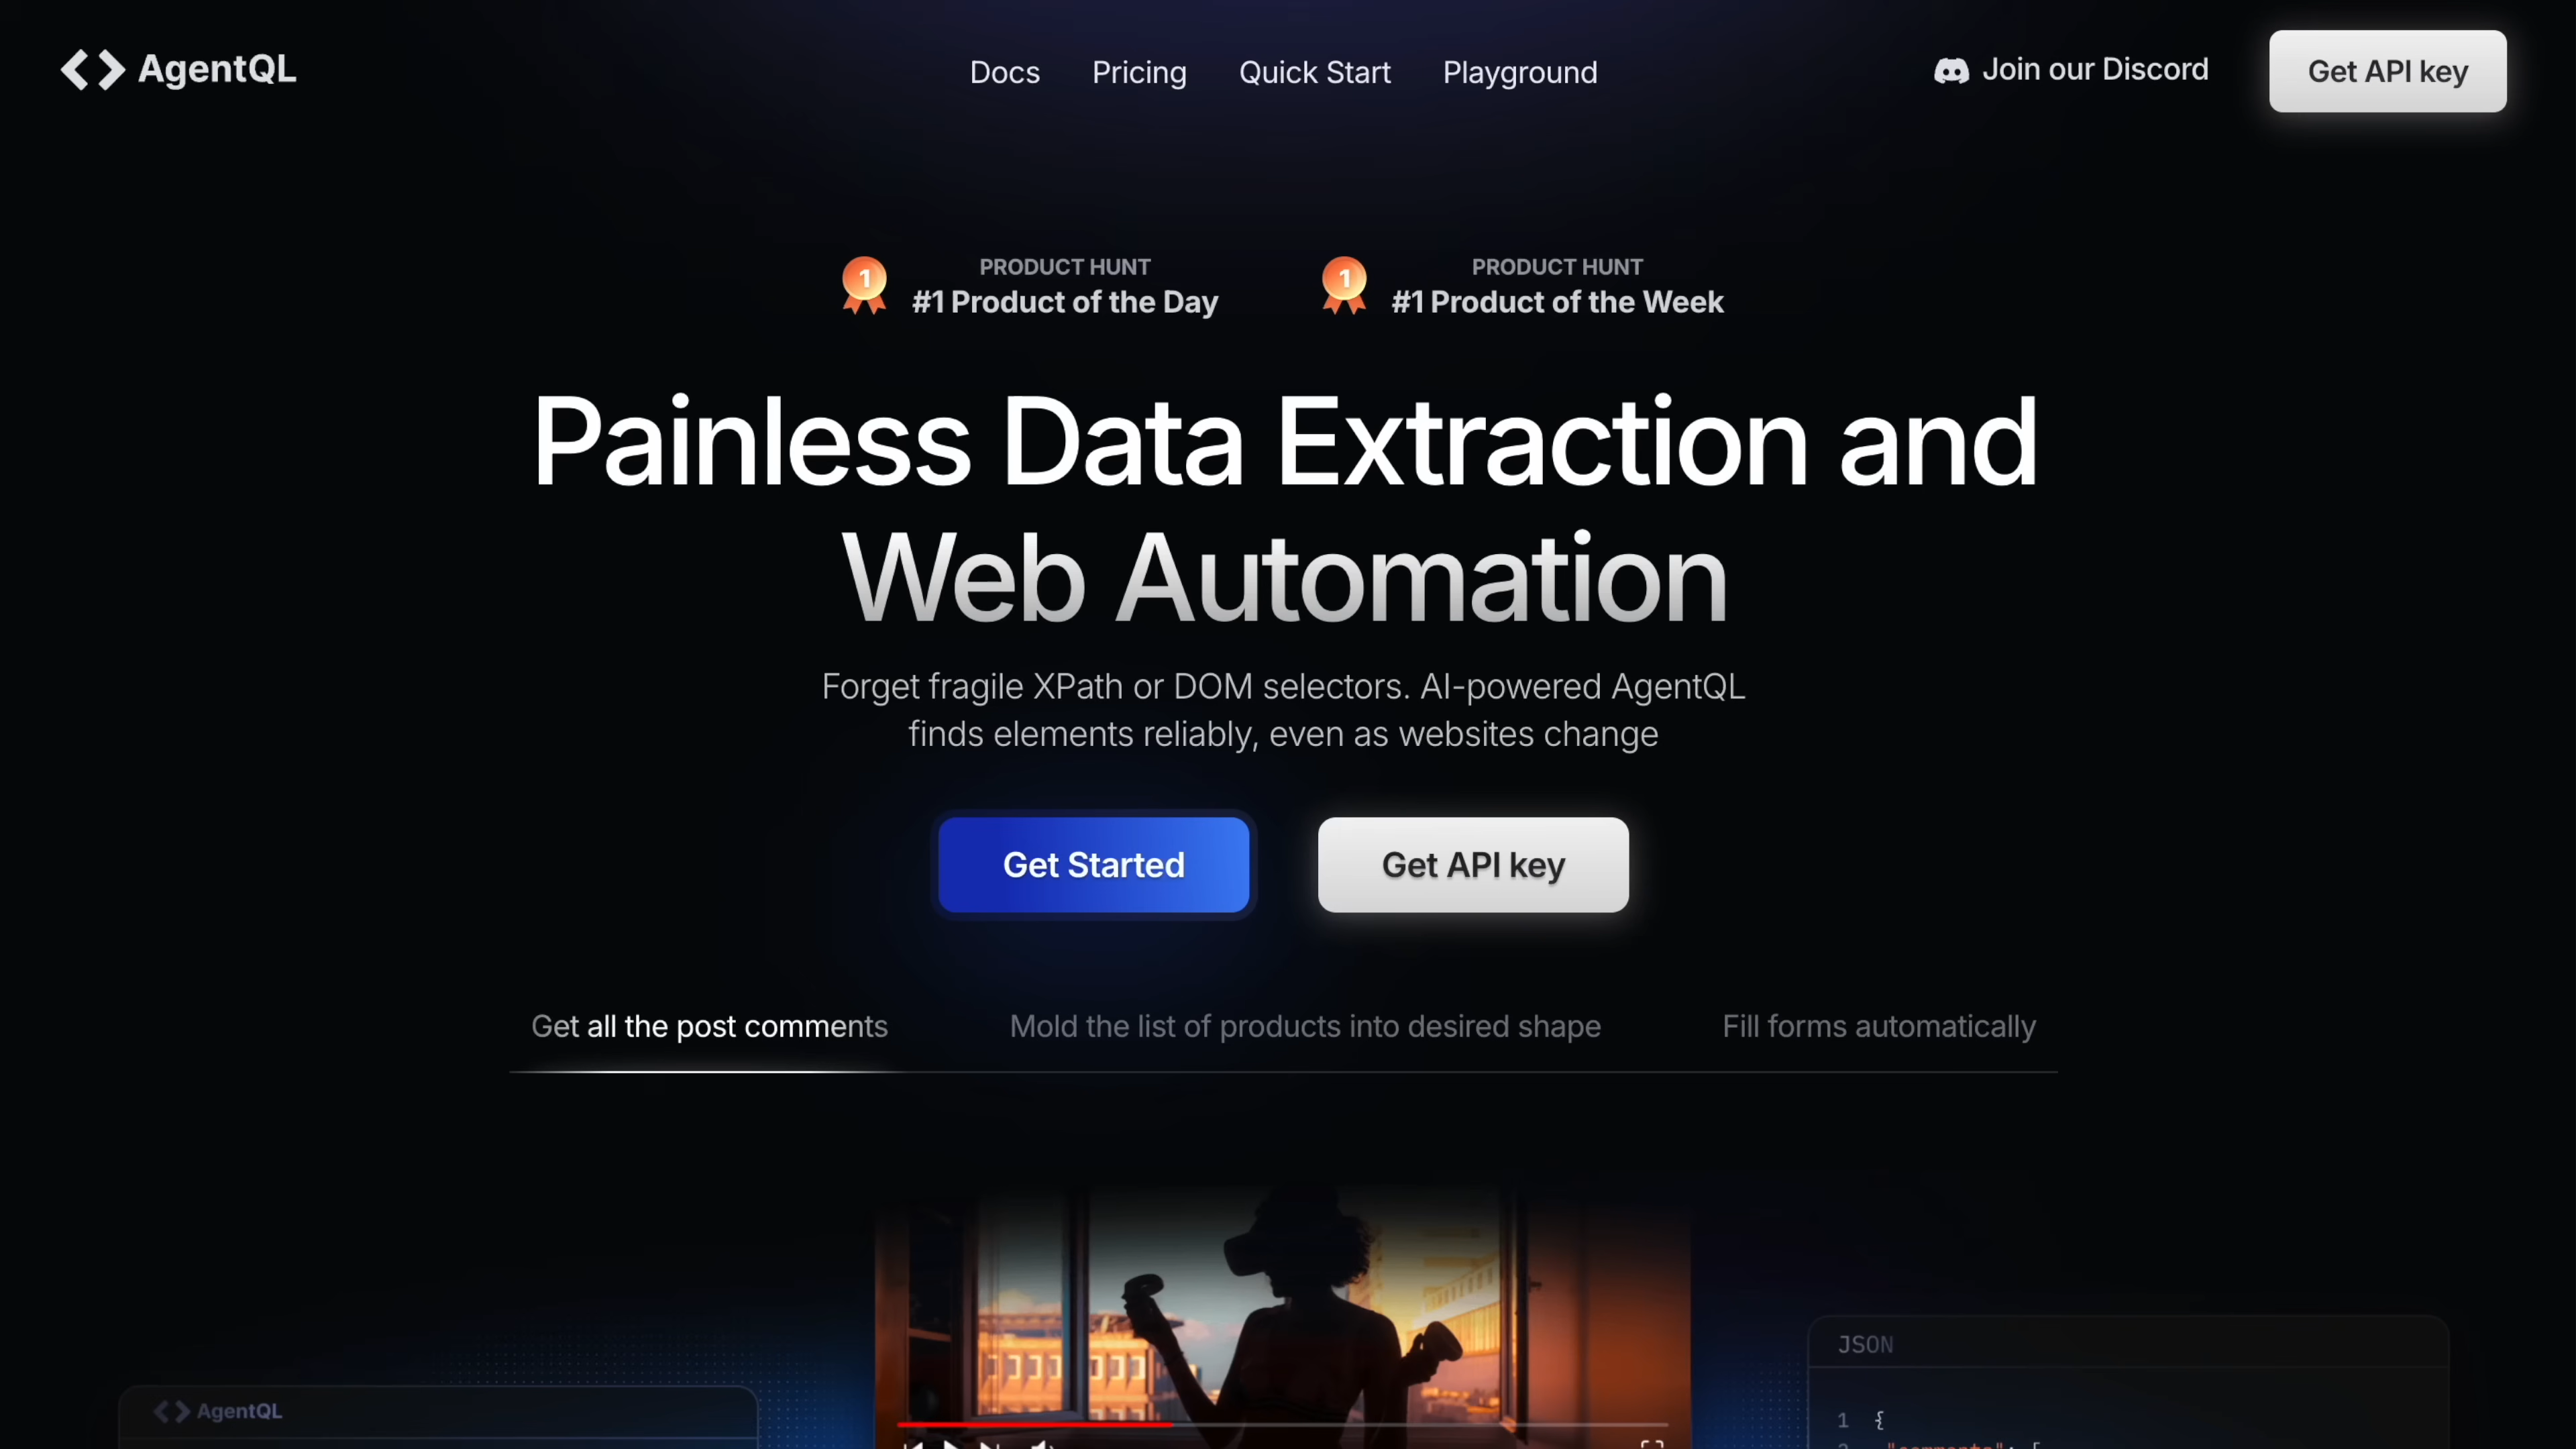 AgentQL
Docs
Pricing
Quick Start
Playground
Join our Discord
Get API key
1
PRODUCT HUNT
#1 Product of the Day
1
PRODUCT HUNT
#1 Product of the Week
Painless Data Extraction and
Web Automation
Forget fragile XPath or DOM selectors. AI-powered AgentQL
finds elements reliably, even as websites change
Get Started
Get API key
Get all the post comments
Mold the list of products into desired shape
Fill forms automatically
AgentQL
JSON
1 {